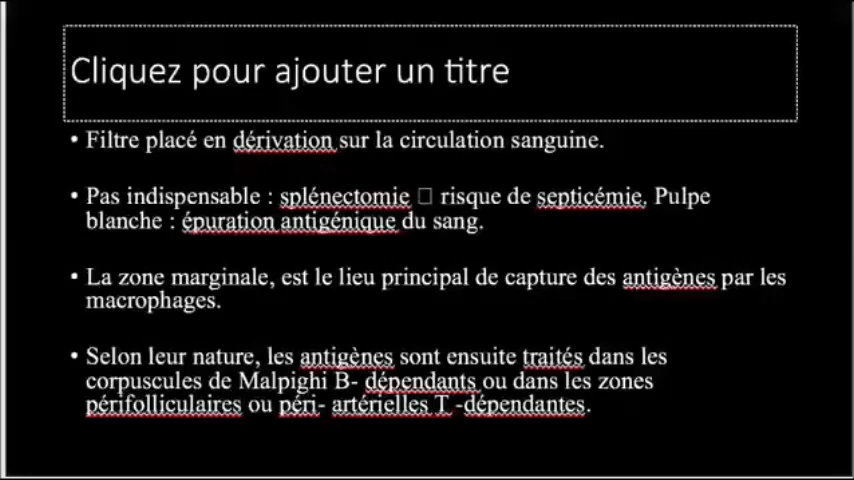 Cliquez pour ajouter un titre
• Filtre placé en dérivation sur la circulation sanguine.
• Pas indispensable : splénectomie □ risque de septicémie. Pulpe
blanche : épuration antigénique du sang.
• La zone marginale, est le lieu principal de capture des antigènes par les
macrophages.
• Selon leur nature, les antigènes sont ensuite traités dans les
corpuscules de Malpighi B- dépendants ou dans les zones
périfolliculaires ou péri- artérielles T -dépendantes.